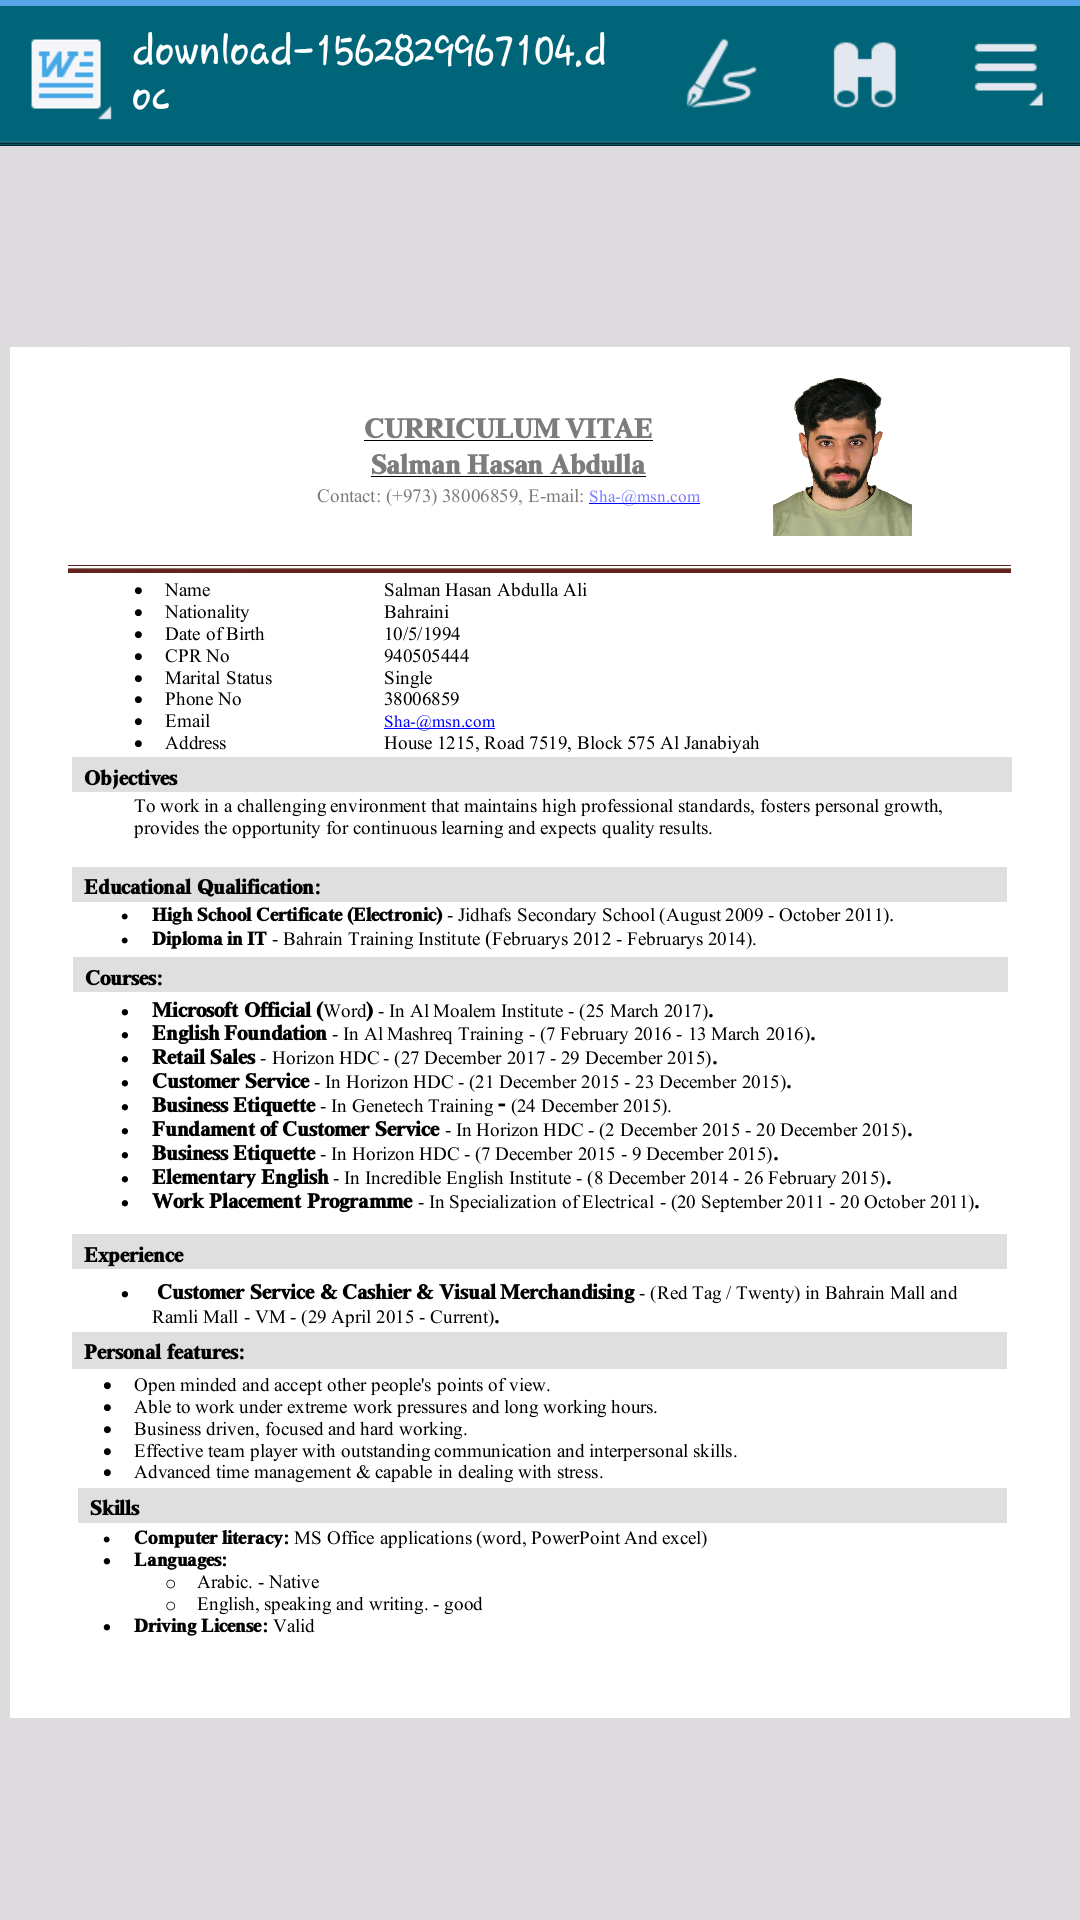 download-1562829967104.d
oc
CURRICULUM VITAE
Salman Hasan Abdulla
Contact: (+973) 38006859, E-mail: Sha-@msn.com
• Name Salman Hasan Abdulla Ali
• Nationality Bahraini
• Date of Birth 10/5/1994
• CPR No 940505444
• Marital Status Single
• Phone No 38006859
• Email Sha-@msn.com
• Address House 1215, Road 7519, Block 575 Al Janabiyah
Objectives
To work in a challenging environment that maintains high professional standards, fosters personal growth,
provides the opportunity for continuous learning and expects quality results.
Educational Qualification:
• High School Certificate (Electronic) - Jidhafs Secondary School (August 2009 - October 2011).
• Diploma in IT - Bahrain Training Institute (Februarys 2012 - Februarys 2014).
Courses:
• Microsoft Official (Word) - In Al Moalem Institute - (25 March 2017).
• English Foundation - In Al Mashreq Training - (7 February 2016 - 13 March 2016).
• Retail Sales - Horizon HDC - (27 December 2017 - 29 December 2015).
• Customer Service - In Horizon HDC - (21 December 2015 - 23 December 2015).
• Business Etiquette - In Genetech Training - (24 December 2015).
• Fundament of Customer Service - In Horizon HDC - (2 December 2015 - 20 December 2015).
• Business Etiquette - In Horizon HDC - (7 December 2015 - 9 December 2015).
• Elementary English - In Incredible English Institute - (8 December 2014 - 26 February 2015).
• Work Placement Programme - In Specialization of Electrical - (20 September 2011 - 20 October 2011).
Experience
• Customer Service & Cashier & Visual Merchandising - (Red Tag / Twenty) in Bahrain Mall and
Ramli Mall - VM - (29 April 2015 - Current).
Personal features:
• Open minded and accept other people's points of view.
• Able to work under extreme work pressures and long working hours.
• Business driven, focused and hard working.
• Effective team player with outstanding communication and interpersonal skills.
• Advanced time management & capable in dealing with stress.
Skills
• Computer literacy: MS Office applications (word, PowerPoint And excel)
• Languages:
o Arabic. - Native
o English, speaking and writing. - good
• Driving License: Valid